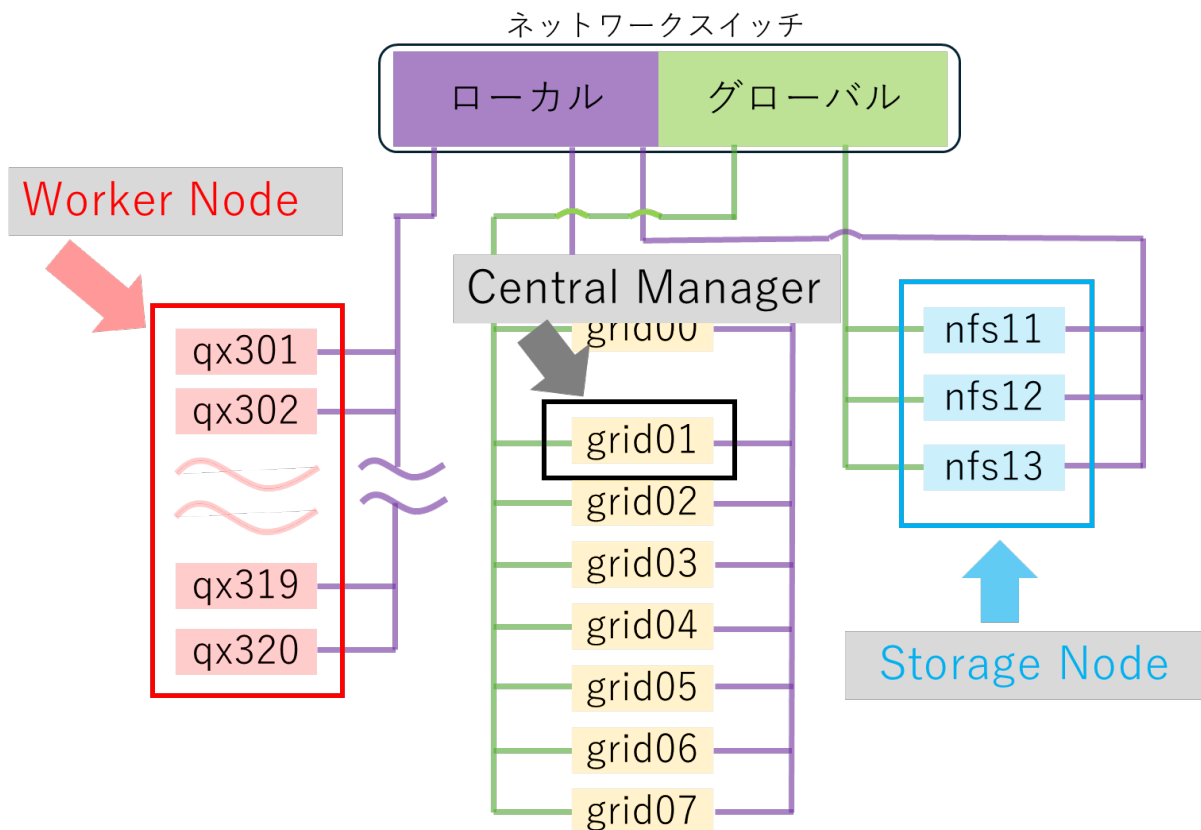 ネットワークスイッチ
ローカル
グローバル
Worker Node
Central Manager
qx301
qx302
qx319
qx320
grid00
grid01
grid02
grid03
grid04
grid05
grid06
grid07
nfs11
nfs12
nfs13
Storage Node